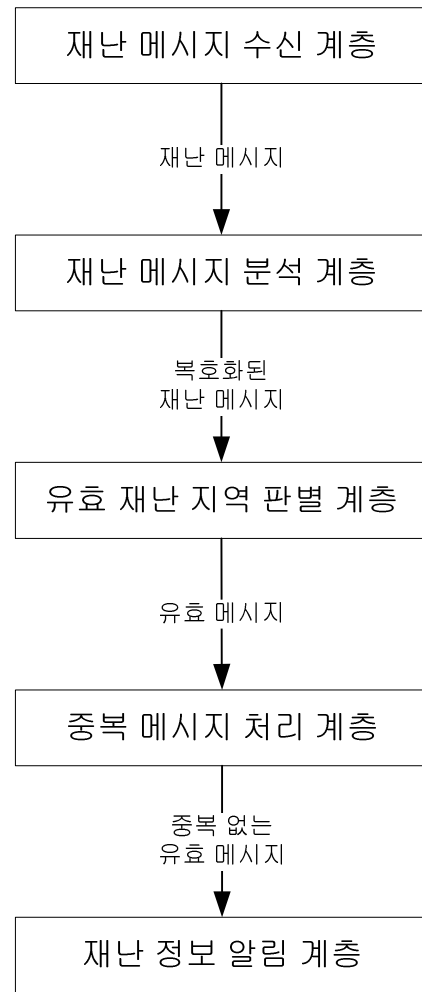 재난 메시지 수신 계층
재난 메시지
재난 메시지 분석 계층
복호화된
재난 메시지
유효 재난 지역 판별 계층
유효 메시지
중복 메시지 처리 계층
중복 없는
유효 메시지
재난 정보 알림 계층